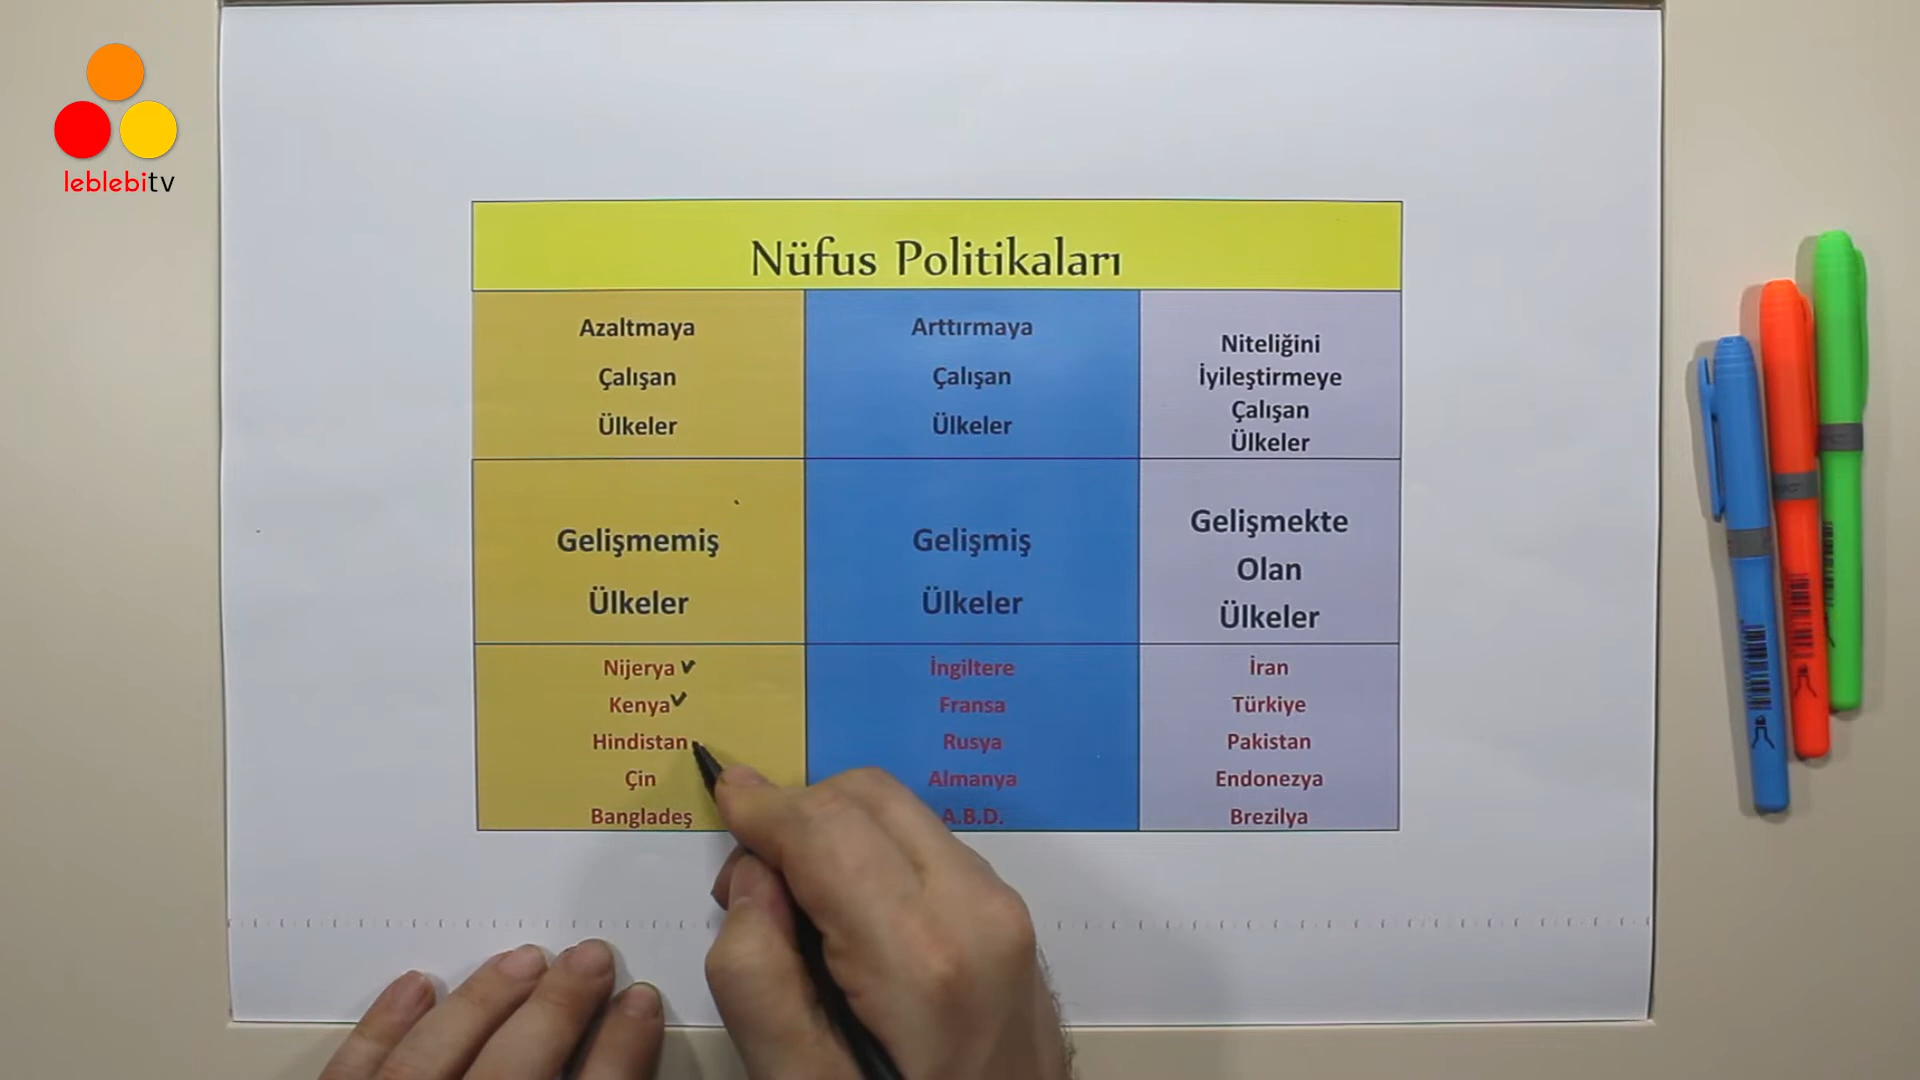 leblebitv
Nüfus Politikaları
Azaltmaya
Çalışan
Ülkeler
Arttırmaya
Çalışan
Ülkeler
Niteliğini
İyileştirmeye
Çalışan
Ülkeler
Gelişmemiş
Ülkeler
Gelişmiş
Ülkeler
Gelişmekte
Olan
Ülkeler
Nijerya
Kenya
Hindistan
Çin
Bangladeş
İngiltere
Fransa
Rusya
Almanya
A.B.D.
İran
Türkiye
Pakistan
Endonezya
Brezilya